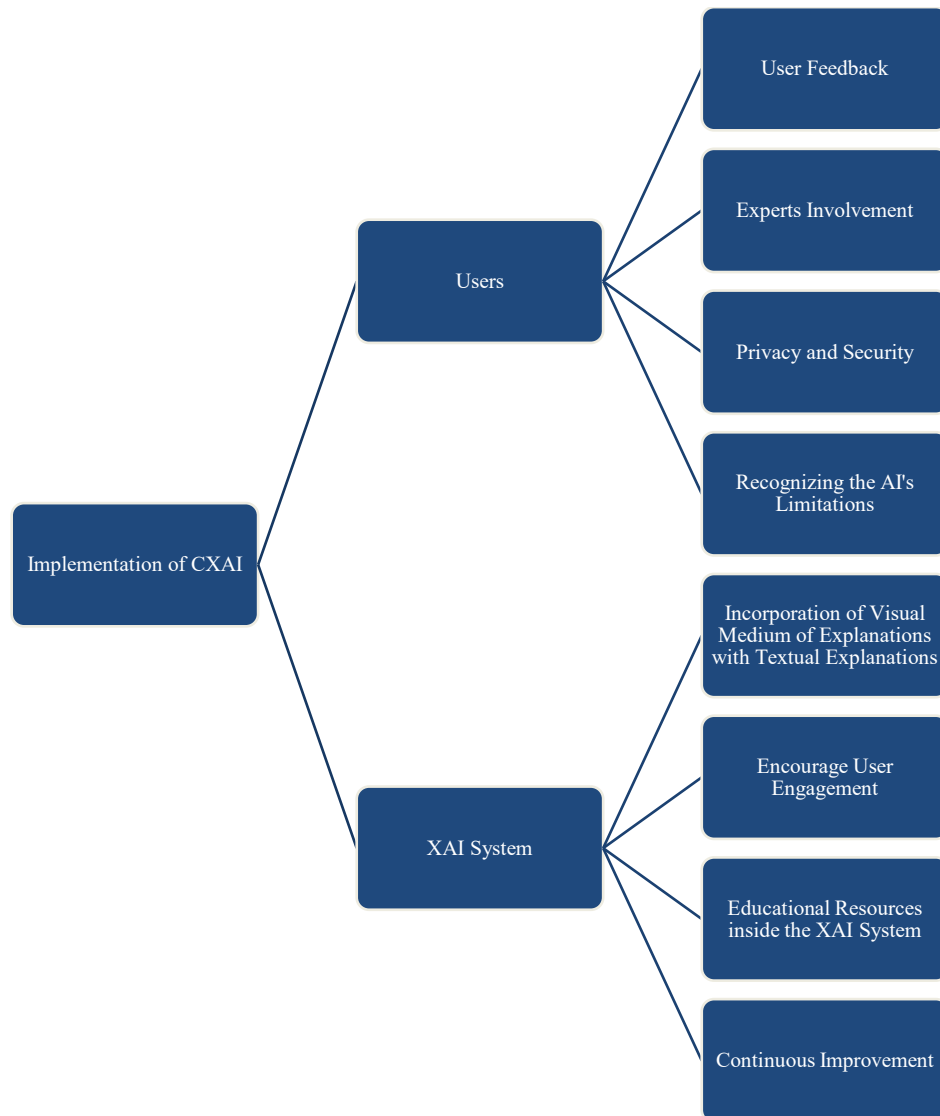 User Feedback
Experts Involvement
Users
Privacy and Security
Recognizing the AI's
Limitations
Implementation of CXAI
Incorporation of Visual
Medium of Explanations
with Textual Explanations
Encourage User
Engagement
XAI System
Educational Resources
inside the XAI System
Continuous Improvement